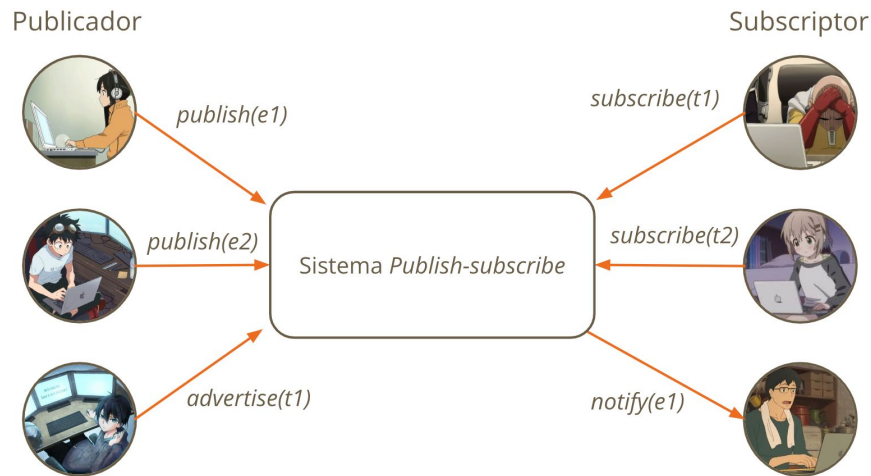 Publicador
Subscriptor
publish(e1)
subscribe(t1)
publish(e2)
subscribe(t2)
Sistema Publish-subscribe
advertise(t1)
notify(e1)